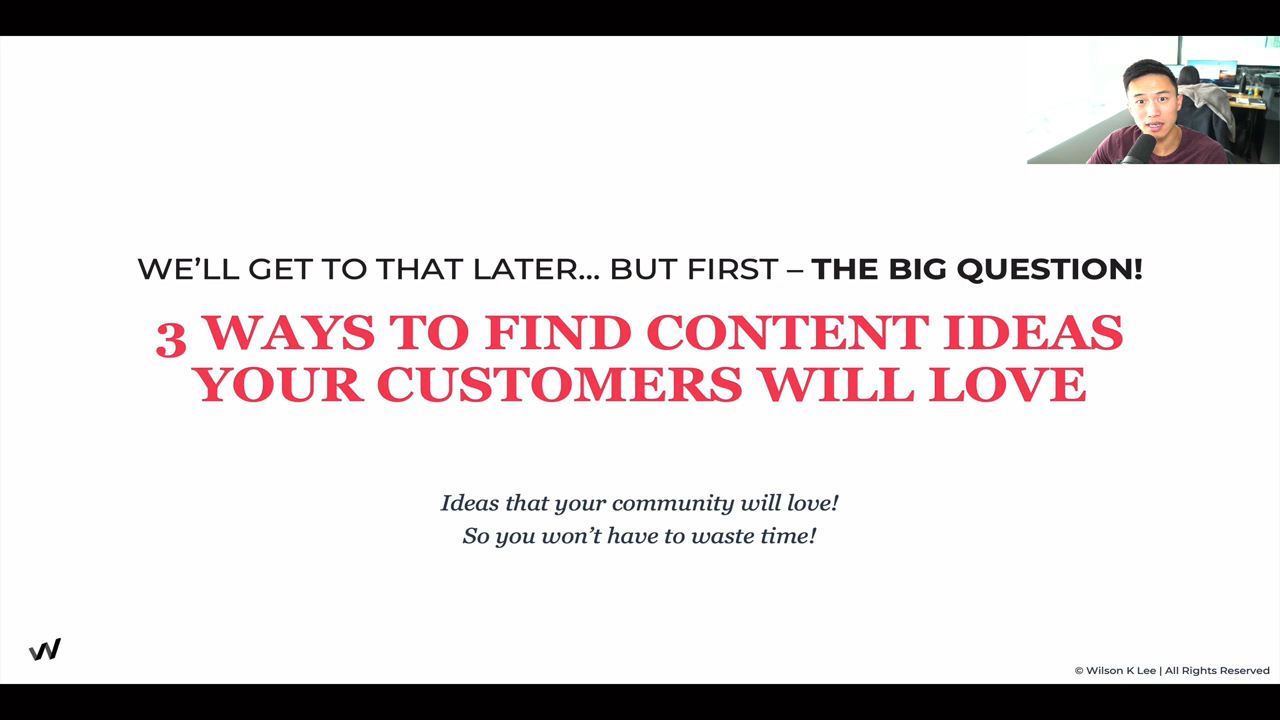 WE’LL GET TO THAT LATER... BUT FIRST – THE BIG QUESTION!
3 WAYS TO FIND CONTENT IDEAS
YOUR CUSTOMERS WILL LOVE
Ideas that your community will love!
So you won’t have to waste time!
W
© Wilson K Lee | All Rights Reserved